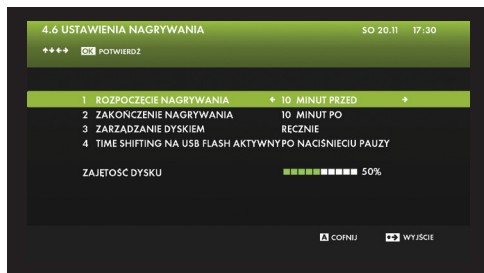 4.6 USTAWIENIA NAGRYWANIA SO 20.11 17:30
OK POTWIERDŹ
1 ROZPOCZĘCIE NAGRYWANIA 10 MINUT PRZED
2 ZAKOŃCZENIE NAGRYWANIA 10 MINUT PO
3 ZARZĄDZANIE DYSKIEM RĘCZNIE
4 TIME SHIFTING NA USB FLASH AKTYWNY PO NACIŚNIĘCIU PAUZY
ZAJĘTOŚĆ DYSKU 50%
A COFNIJ WYJŚCIE